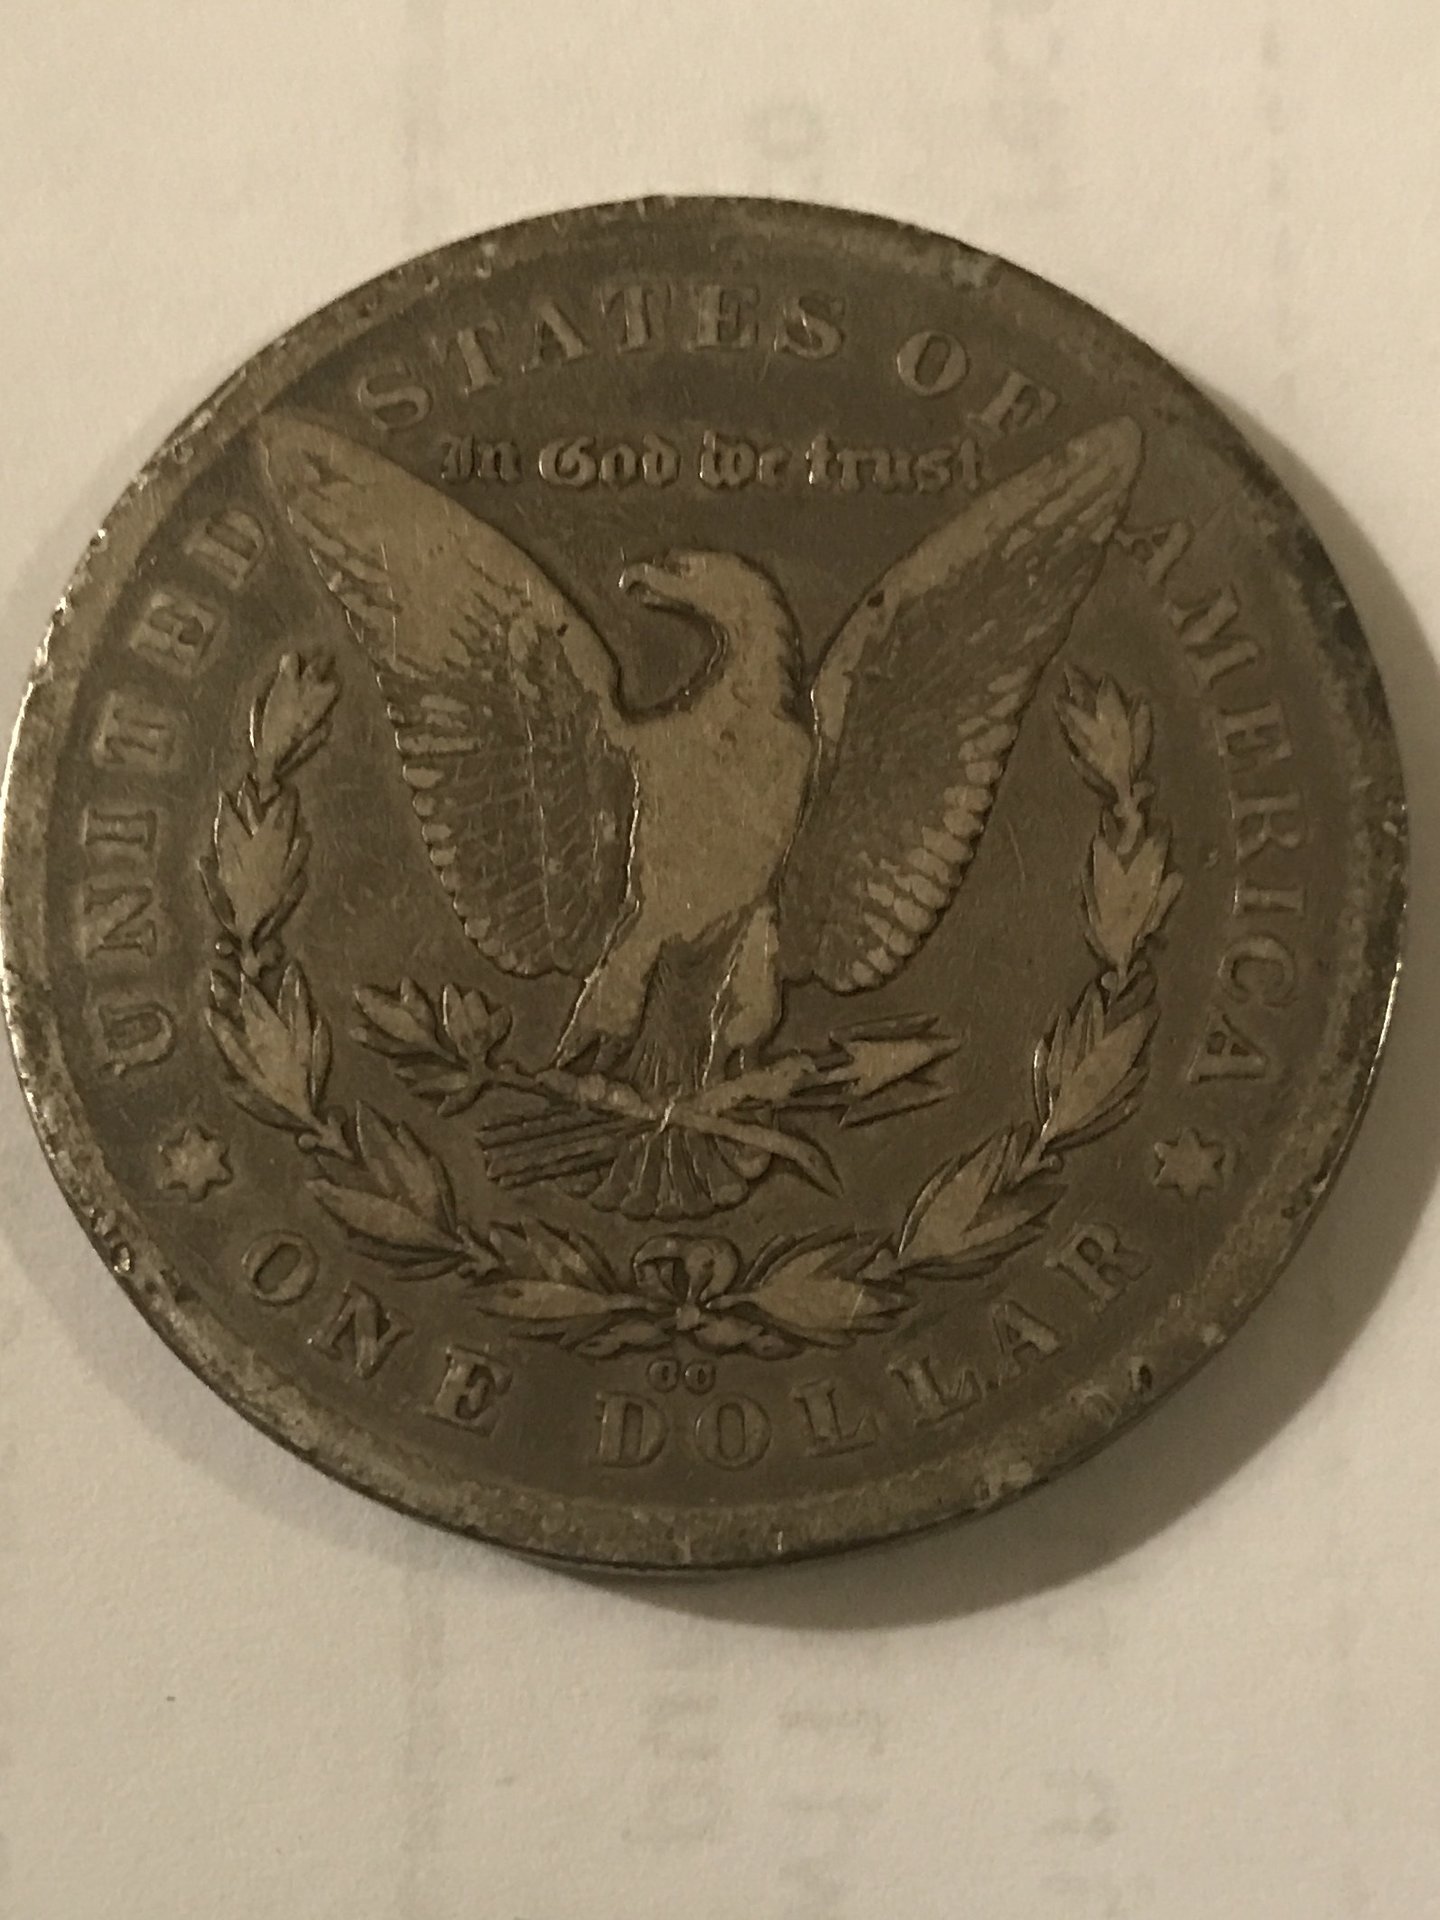 UNITED STATES OF AMERICA
In God We trust
CC
ONE DOLLAR